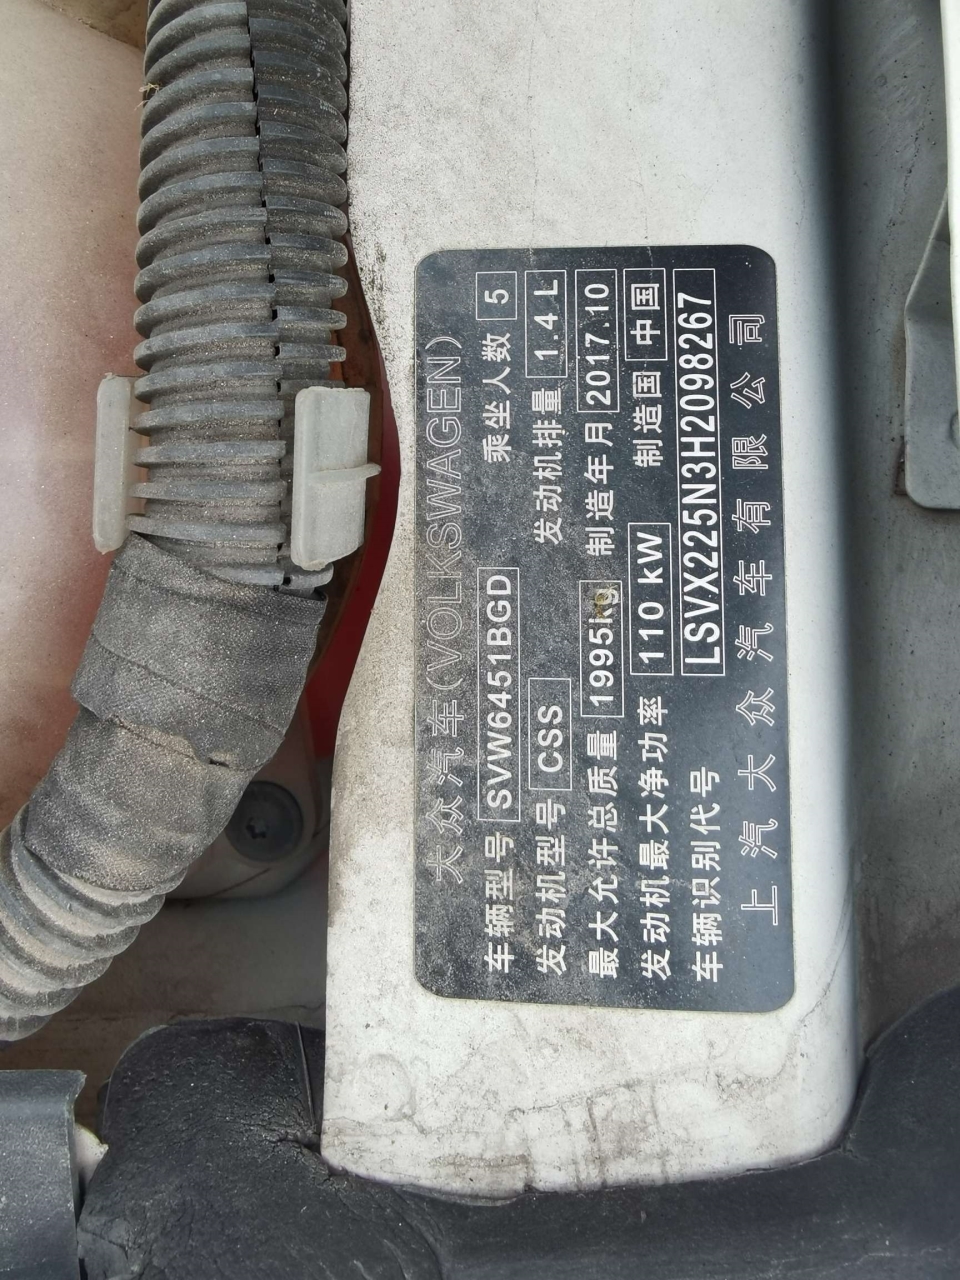 大众汽车(VOLKSWAGEN)
车辆型号 SVW6451BGD 乘坐人数 5
发动机型号 CSS 发动机排量 1.4 L
最大允许总质量 1995kg 制造年月 2017.10
发动机最大净功率 110 kW 制造国 中国
车辆识别代号 LSVX225N3H2098267
上汽大众汽车有限公司